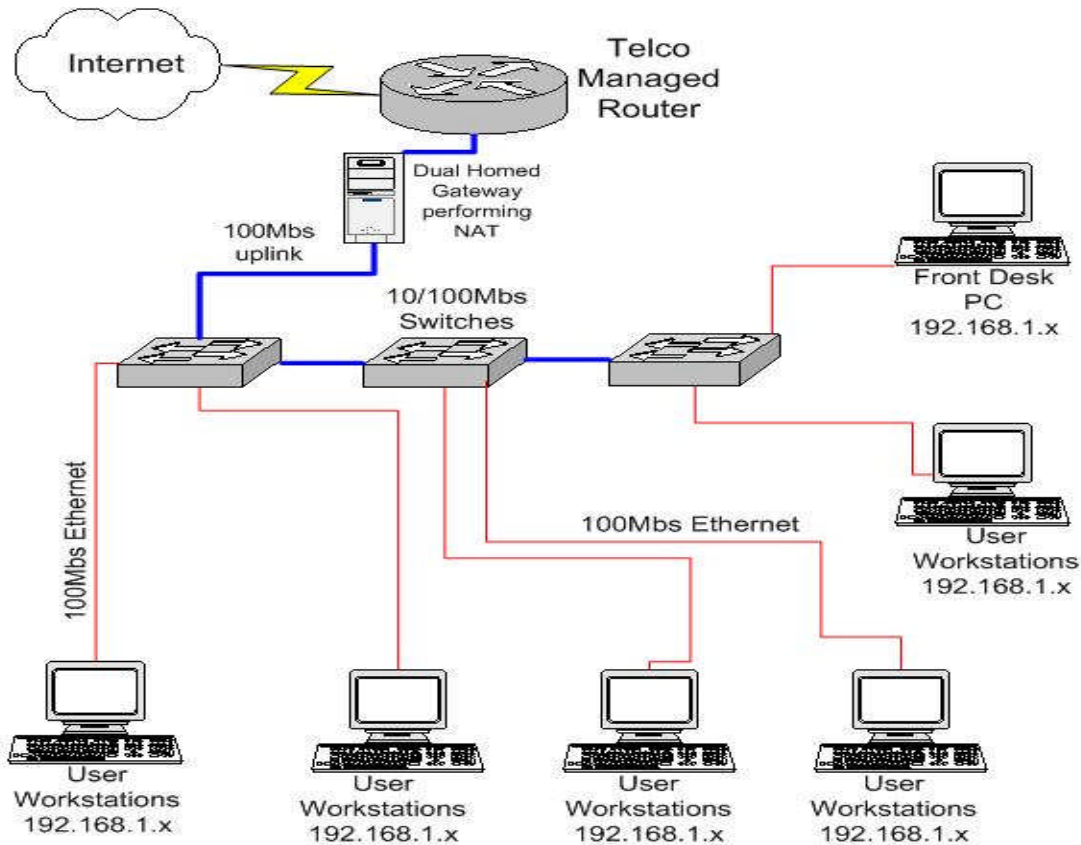 Internet
Telco
Managed
Router
Dual Homed
Gateway
performing
NAT
100Mbs
uplink
10/100Mbs
Switches
Front Desk
PC
192.168.1.x
100Mbs Ethernet
100Mbs Ethernet
User
Workstations
192.168.1.x
User
Workstations
192.168.1.x
User
Workstations
192.168.1.x
User
Workstations
192.168.1.x
User
Workstations
192.168.1.x